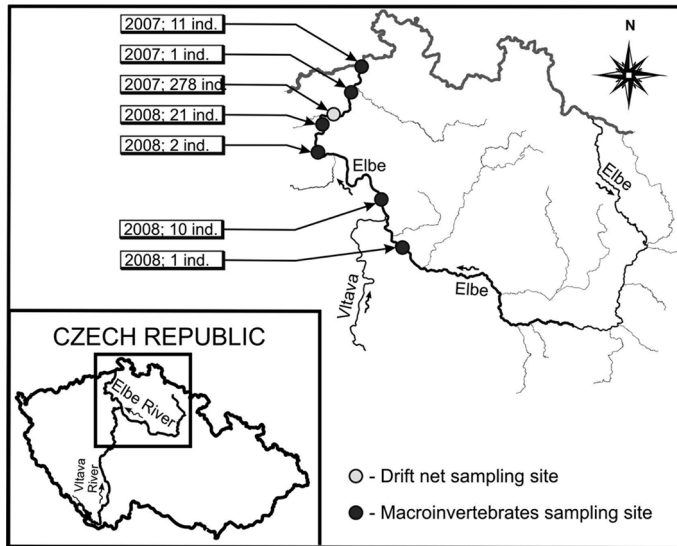 2007; 11 ind.
2007; 1 ind.
2007; 278 ind
2008; 21 ind.
2008; 2 ind.
2008; 10 ind.
2008; 1 ind.
N
Elbe
Elbe
Elbe
Vltava
CZECH REPUBLIC
Elbe River
Vltava
River
- Drift net sampling site
- Macroinvertebrates sampling site